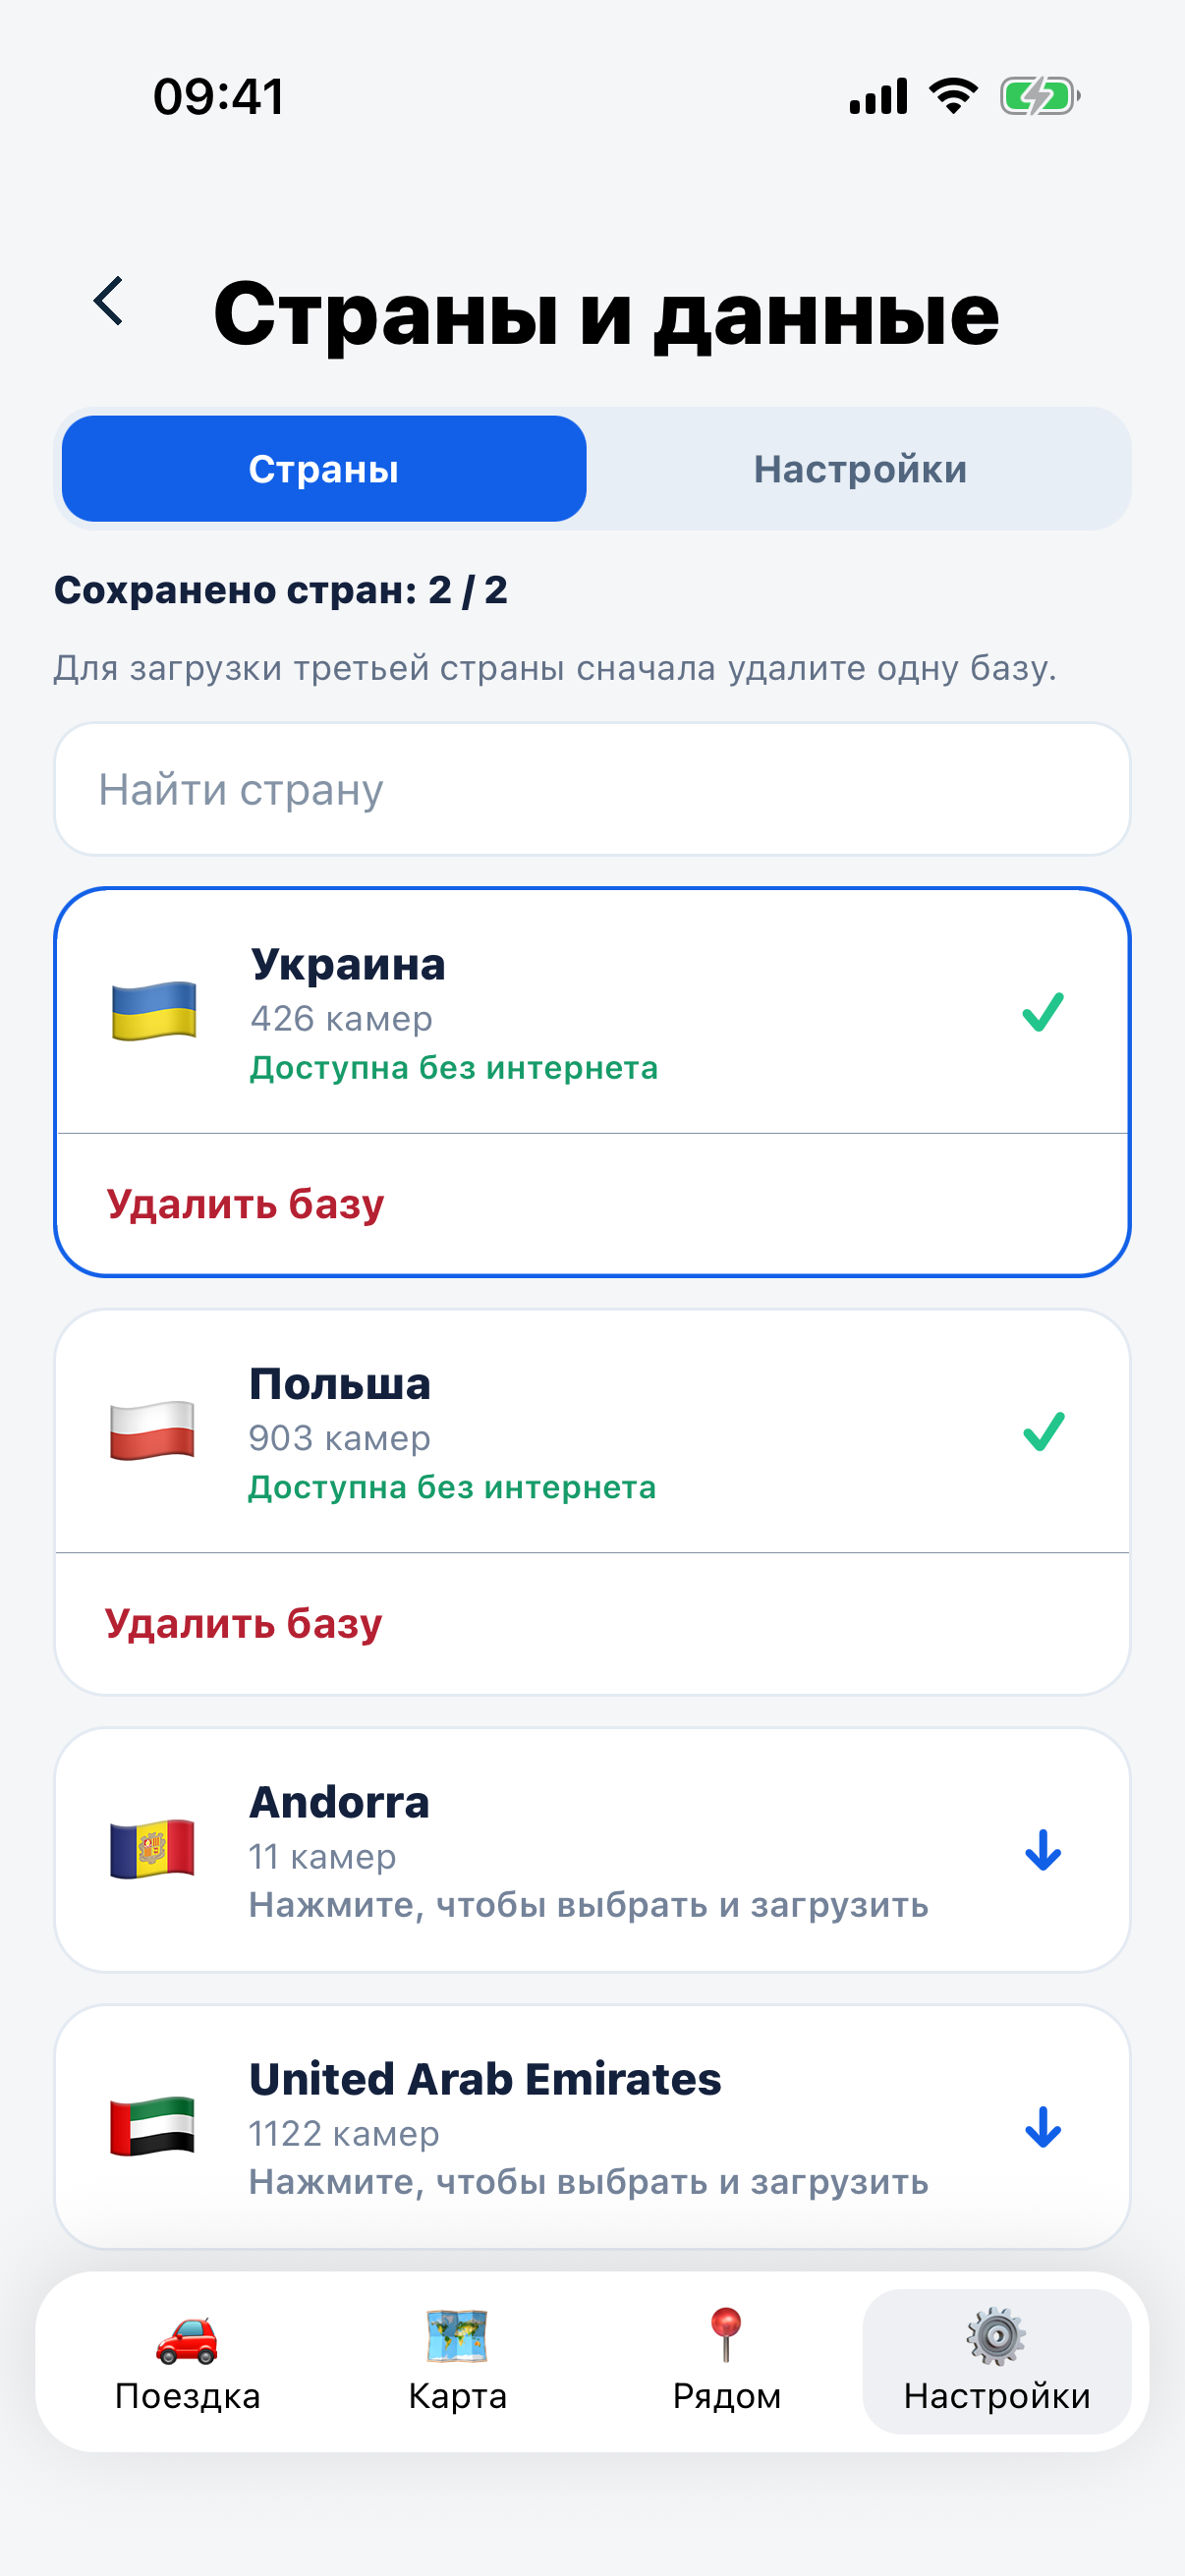 09:41
Страны и данные
Страны
Настройки
Сохранено стран: 2 / 2
Для загрузки третьей страны сначала удалите одну базу.
Найти страну
Украина
426 камер
Доступна без интернета
Удалить базу
Польша
903 камер
Доступна без интернета
Удалить базу
Andorra
11 камер
Нажмите, чтобы выбрать и загрузить
United Arab Emirates
1122 камер
Нажмите, чтобы выбрать и загрузить
Поездка
Карта
Рядом
Настройки